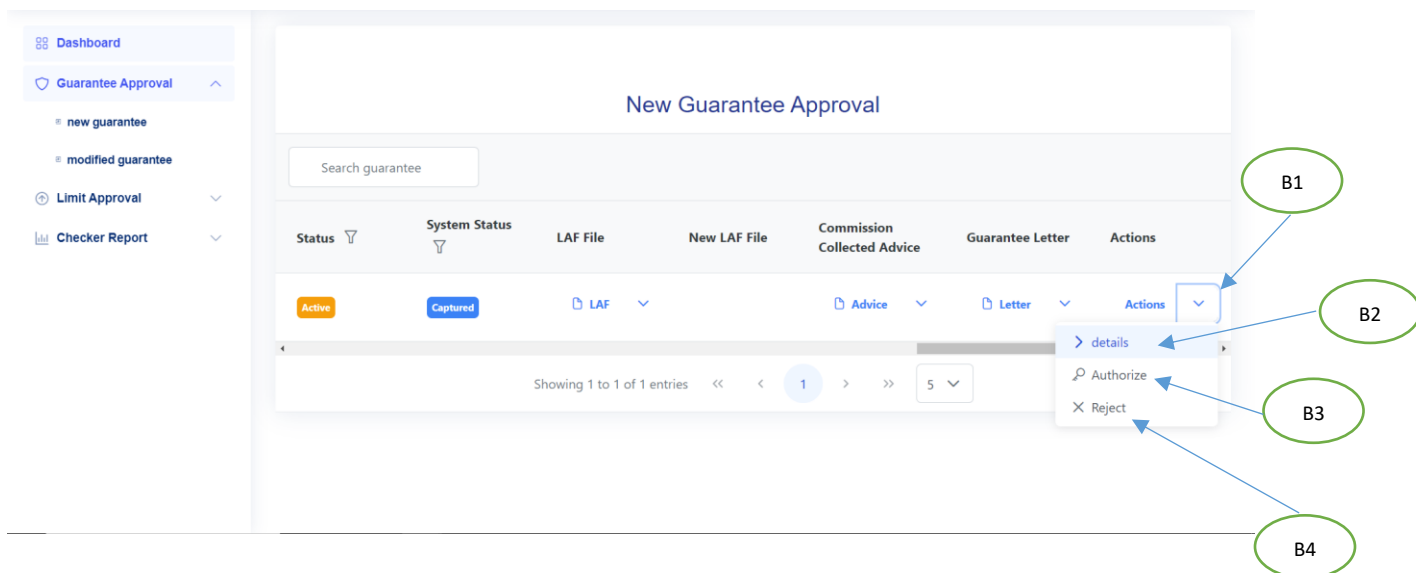 Dashboard
Guarantee Approval
new guarantee
modified guarantee
Limit Approval
Checker Report
New Guarantee Approval
Search guarantee
Status
System Status
LAF File
New LAF File
Commission
Collected Advice
Guarantee Letter
Actions
Active
Captured
LAF
Advice
Letter
Actions
details
Authorize
Reject
Showing 1 to 1 of 1 entries << < 1 > >> 5
B1
B2
B3
B4